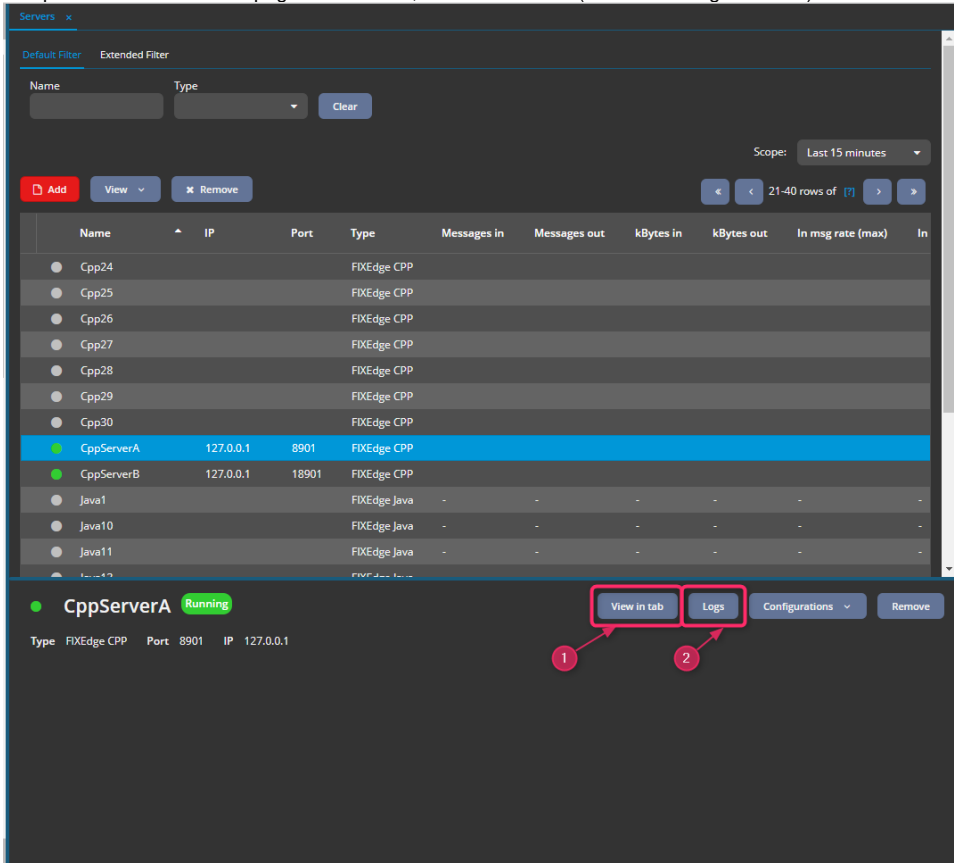 Servers ×
Default Filter Extended Filter
Name Type
Clear
Scope: Last 15 minutes
Add View Remove 21-40 rows of [?]
Name IP Port Type Messages in Messages out kBytes in kBytes out In msg rate (max) In
Cpp24 FIXEdge CPP
Cpp25 FIXEdge CPP
Cpp26 FIXEdge CPP
Cpp27 FIXEdge CPP
Cpp28 FIXEdge CPP
Cpp29 FIXEdge CPP
Cpp30 FIXEdge CPP
CppServerA 127.0.0.1 8901 FIXEdge CPP
CppServerB 127.0.0.1 18901 FIXEdge CPP
Java1 FIXEdge Java - - - - - -
Java10 FIXEdge Java - - - - - -
Java11 FIXEdge Java - - - - - -
CppServerA Running View in tab Logs Configurations Remove
Type FIXEdge CPP Port 8901 IP 127.0.0.1
1 2